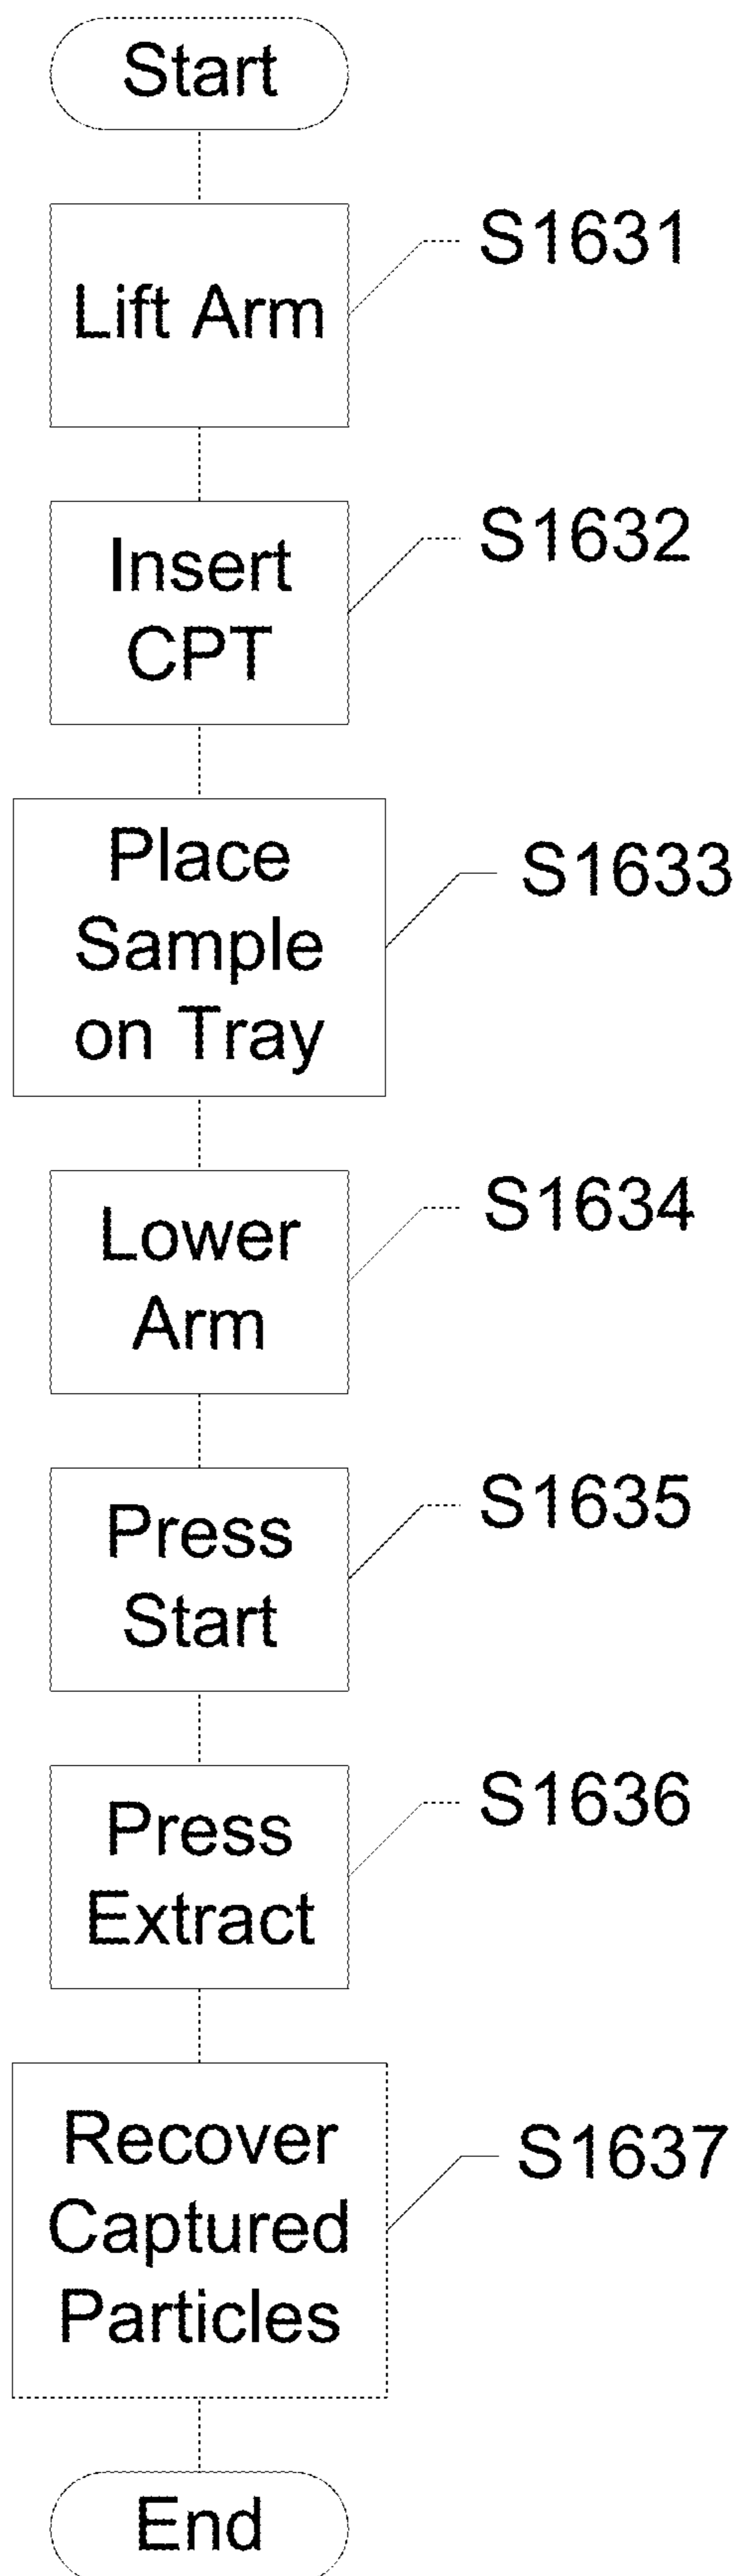 Start
S1631
Lift Arm
S1632
Insert
CPT
Place
S1633
Sample
on Tray
S1634
Lower
Arm
S1635
Press
Start
S1636
Press
Extract
Recover
S1637
Captured
Particles
End